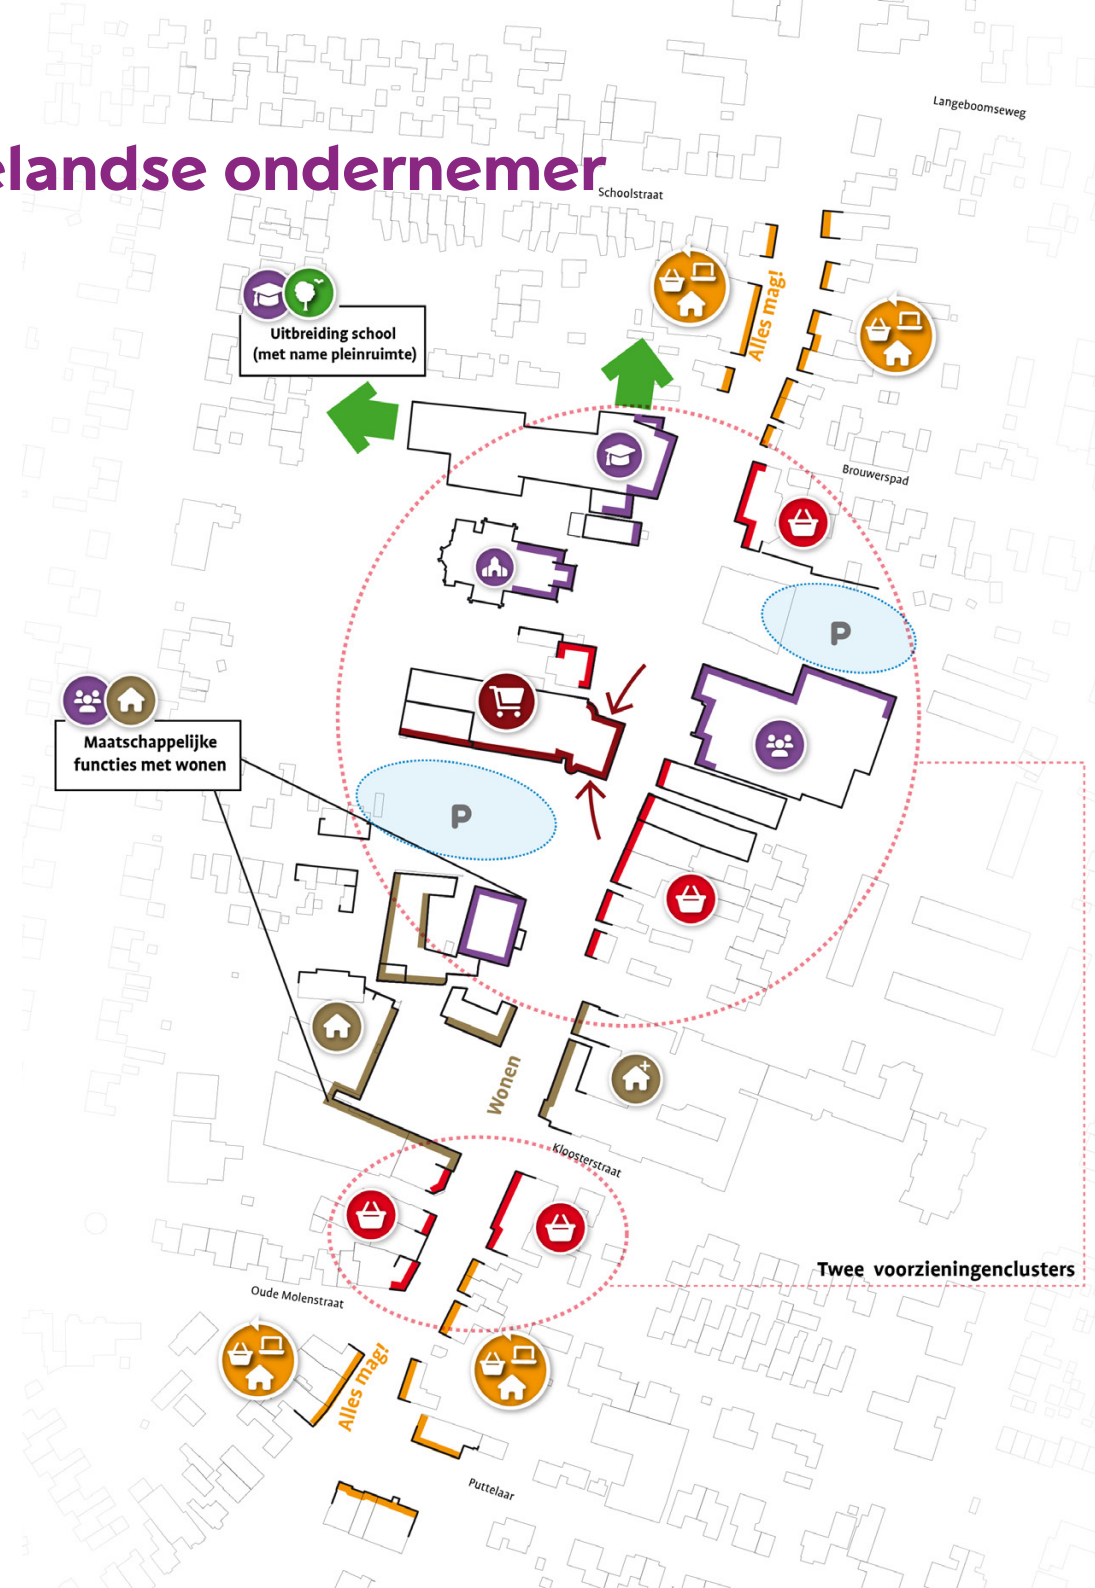 Langeboomseweg
elandse ondernemer
Schoolstraat
Alles mag!
Uitbreiding school
(met name pleinruimte)
Brouwerspad
P
Maatschappelijke
functies met wonen
P
Wonen
Kloosterstraat
Twee voorzieningenclusters
Oude Molenstraat
Alles mag!
Puttelaar